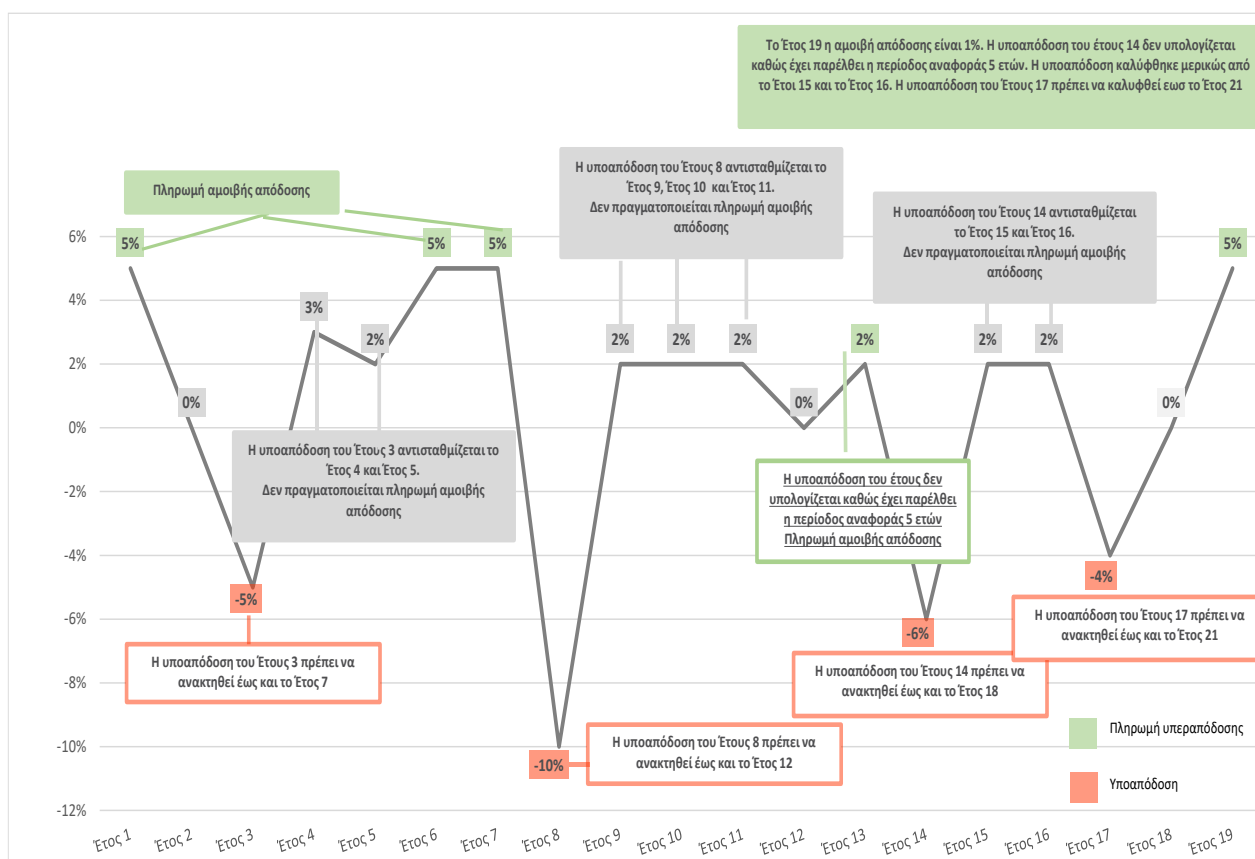 Το Έτος 19 η αμοιβή απόδοσης είναι 1%. Η υποαπόδοση του έτους 14 δεν υπολογίζεται
καθώς έχει παρέλθει η περίοδος αναφοράς 5 ετών. Η υποαπόδοση καλύφθηκε μερικώς από
το Έτοι 15 και το Έτος 16. Η υποαπόδοση του Έτους 17 πρέπει να καλυφθεί εωσ το Έτος 21
Πληρωμή αμοιβής απόδοσης
Η υποαπόδοση του Έτους 8 αντισταθμίζεται το
Έτος 9, Έτος 10 και Έτος 11.
Δεν πραγματοποιείται πληρωμή αμοιβής
απόδοσης
Η υποαπόδοση του Έτους 14 αντισταθμίζεται
το Έτος 15 και Έτος 16.
Δεν πραγματοποιείται πληρωμή αμοιβής
απόδοσης
6%
4%
2%
0%
-2%
-4%
-6%
-8%
-10%
-12%
5%
0%
-5%
3%
2%
5%
5%
-10%
2%
2%
2%
0%
2%
-6%
2%
2%
-4%
0%
5%
Η υποαπόδοση του Έτους 3 αντισταθμίζεται το
Έτος 4 και Έτος 5.
Δεν πραγματοποιείται πληρωμή αμοιβής
απόδοσης
Η υποαπόδοση του έτους δεν
υπολογίζεται καθώς έχει παρέλθει
η περίοδος αναφοράς 5 ετών
Πληρωμή αμοιβής απόδοσης
Η υποαπόδοση του Έτους 17 πρέπει να
ανακτηθεί έως και το Έτος 21
Η υποαπόδοση του Έτους 3 πρέπει να
ανακτηθεί έως και το Έτος 7
Η υποαπόδοση του Έτους 14 πρέπει να
ανακτηθεί έως και το Έτος 18
Η υποαπόδοση του Έτους 8 πρέπει να
ανακτηθεί έως και το Έτος 12
Πληρωμή υπεραπόδοσης
Υποαπόδοση
Έτος 1
Έτος 2
Έτος 3
Έτος 4
Έτος 5
Έτος 6
Έτος 7
Έτος 8
Έτος 9
Έτος 10
Έτος 11
Έτος 12
Έτος 13
Έτος 14
Έτος 15
Έτος 16
Έτος 17
Έτος 18
Έτος 19